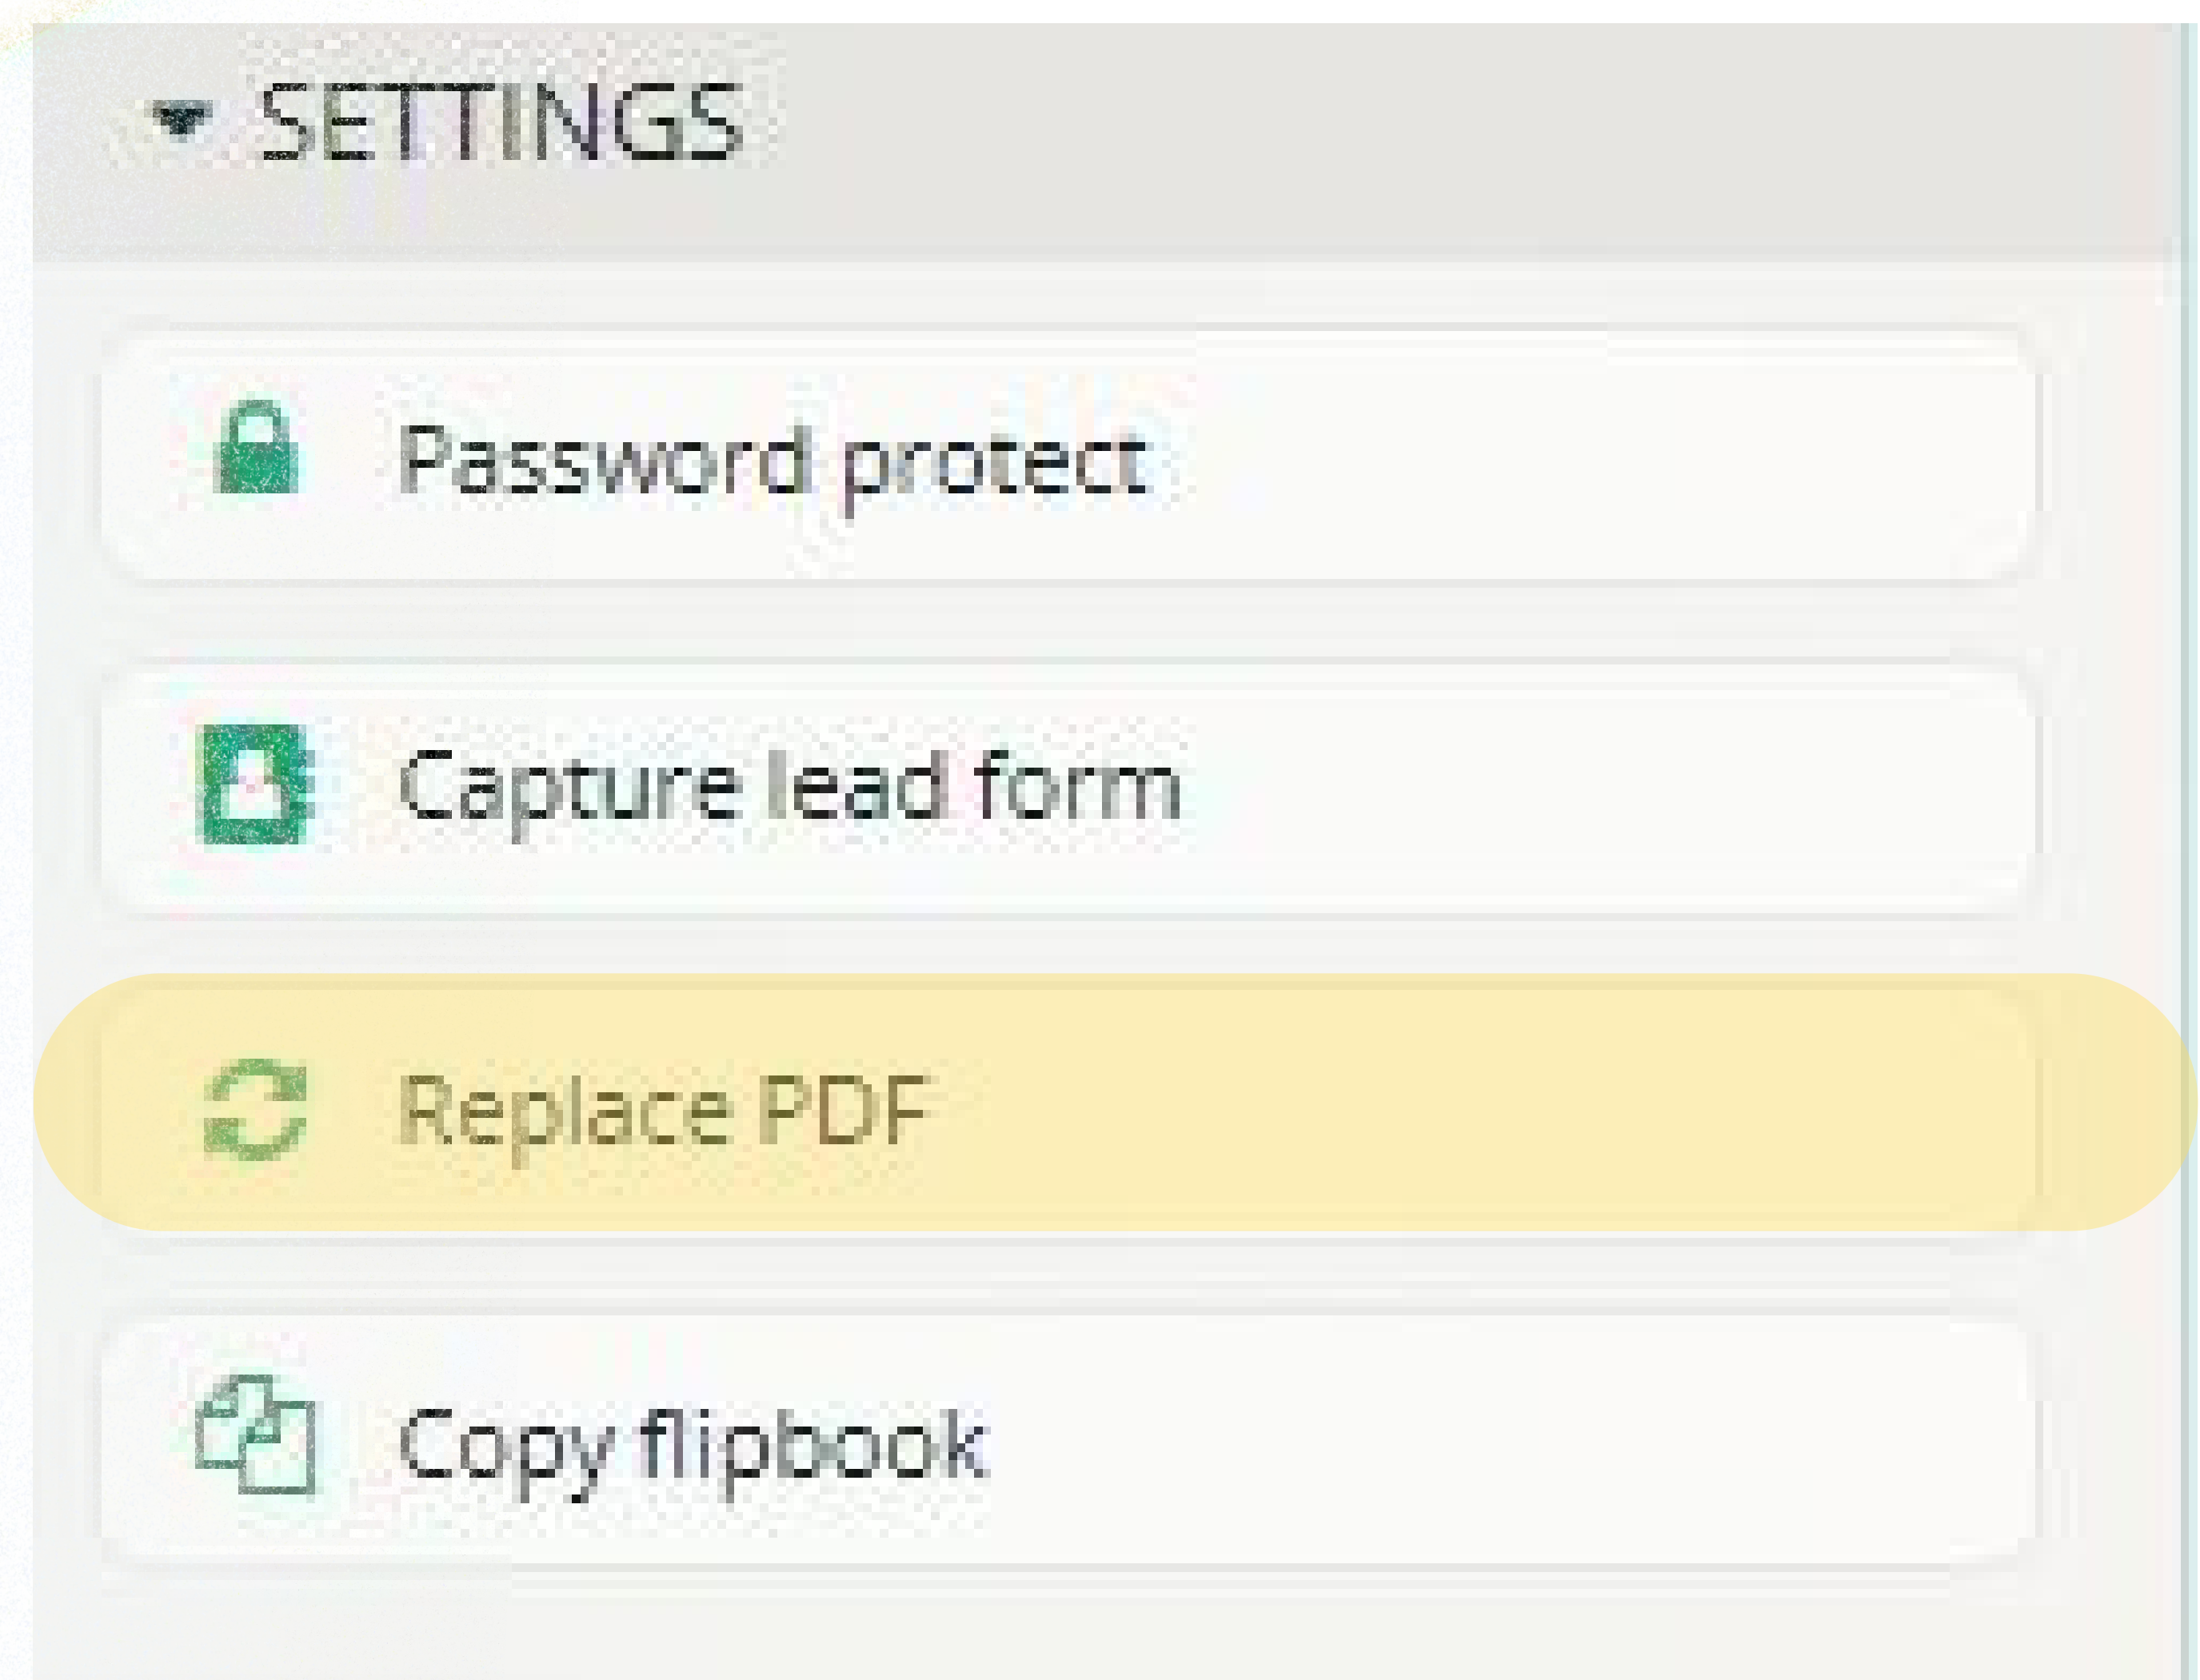 SETTINGS
Password protect
Capture lead form
Replace PDF
Copy flipbook